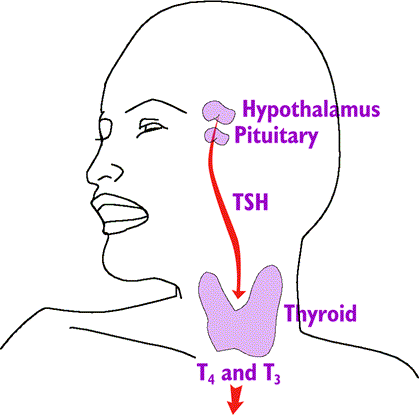 Hypothalamus
Pituitary
TSH
Thyroid
T₄ and T₃